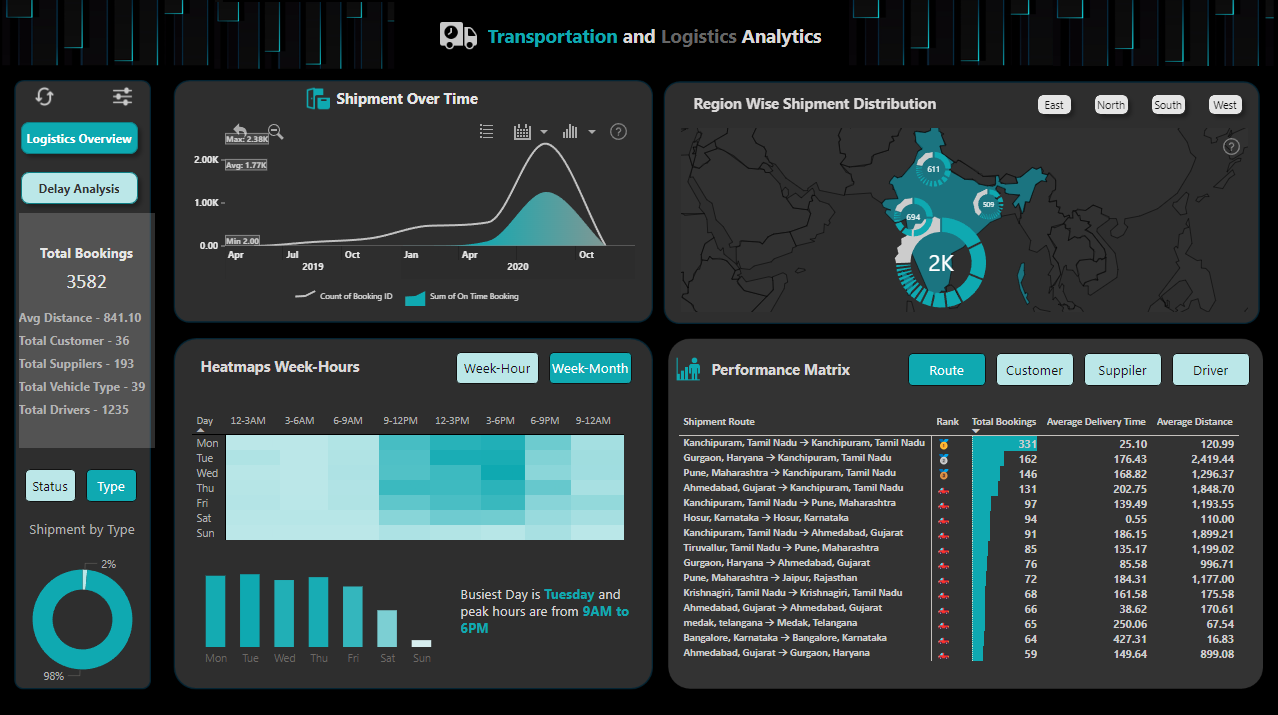 Transportation and Logistics Analytics
Logistics Overview
Delay Analysis
Total Bookings
3582
Avg Distance - 841.10
Total Customer - 36
Total Suppilers - 193
Total Vehicle Type - 39
Total Drivers - 1235
Status Type
Shipment by Type
2%
98%
Shipment Over Time
?
Max: 2.38K
2.00K
Avg: 1.77K
1.00K
Min 2.00
0.00
Apr Jul Oct Jan Apr Oct
2019 2020
Count of Booking ID Sum of On Time Booking
Region Wise Shipment Distribution
East North South West
?
611
509
694
2K
Heatmaps Week-Hours
Week-Hour Week-Month
Day 12-3AM 3-6AM 6-9AM 9-12PM 12-3PM 3-6PM 6-9PM 9-12AM
Mon
Tue
Wed
Thu
Fri
Sat
Sun
Mon Tue Wed Thu Fri Sat Sun
Busiest Day is Tuesday and
peak hours are from 9AM to
6PM
Performance Matrix
Route Customer Suppiler Driver
Shipment Route Rank Total Bookings Average Delivery Time Average Distance
Kanchipuram, Tamil Nadu → Kanchipuram, Tamil Nadu 331 25.10 120.99
Gurgaon, Haryana → Kanchipuram, Tamil Nadu 162 176.43 2,419.44
Pune, Maharashtra → Kanchipuram, Tamil Nadu 146 168.82 1,296.37
Ahmedabad, Gujarat → Kanchipuram, Tamil Nadu 131 202.75 1,848.70
Kanchipuram, Tamil Nadu → Pune, Maharashtra 97 139.49 1,193.55
Hosur, Karnataka → Hosur, Karnataka 94 0.55 110.00
Kanchipuram, Tamil Nadu → Ahmedabad, Gujarat 91 186.15 1,899.21
Tiruvallur, Tamil Nadu → Pune, Maharashtra 85 135.17 1,199.02
Gurgaon, Haryana → Ahmedabad, Gujarat 76 85.58 996.71
Pune, Maharashtra → Jaipur, Rajasthan 72 184.31 1,177.00
Krishnagiri, Tamil Nadu → Krishnagiri, Tamil Nadu 68 161.58 175.58
Ahmedabad, Gujarat → Ahmedabad, Gujarat 66 38.62 170.61
medak, telangana → Medak, Telangana 65 250.06 67.54
Bangalore, Karnataka → Bangalore, Karnataka 64 427.31 16.83
Ahmedabad, Gujarat → Gurgaon, Haryana 59 149.64 899.08